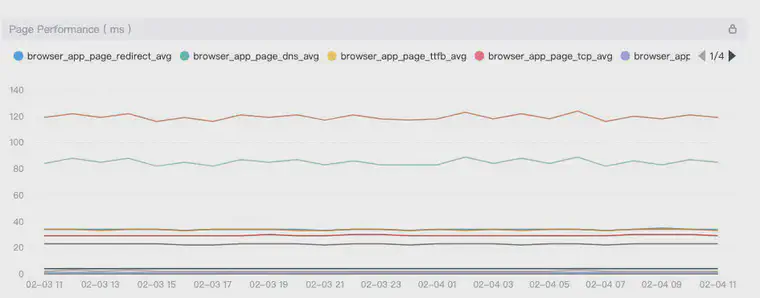 Page Performance ( ms )
browser_app_page_redirect_avg browser_app_page_dns_avg browser_app_page_ttfb_avg browser_app_page_tcp_avg browser_app 1/4
140
120
100
80
60
40
20
0
02-03 11 02-03 13 02-03 15 02-03 17 02-03 19 02-03 21 02-03 23 02-04 01 02-04 03 02-04 05 02-04 07 02-04 09 02-04 11